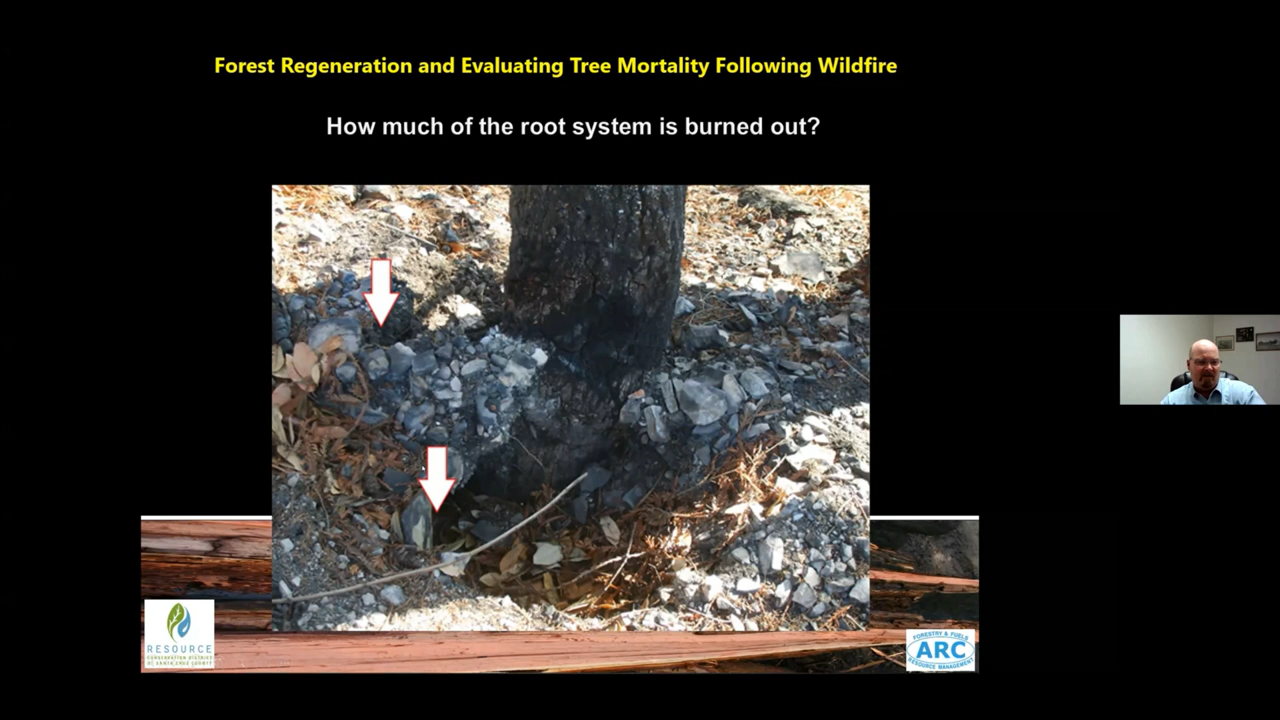 Forest Regeneration and Evaluating Tree Mortality Following Wildfire
How much of the root system is burned out?
RESOURCE
CONSERVATION DISTRICT
OF SANTA CRUZ COUNTY
FORESTRY & FUELS
ARC
RESOURCE MANAGEMENT